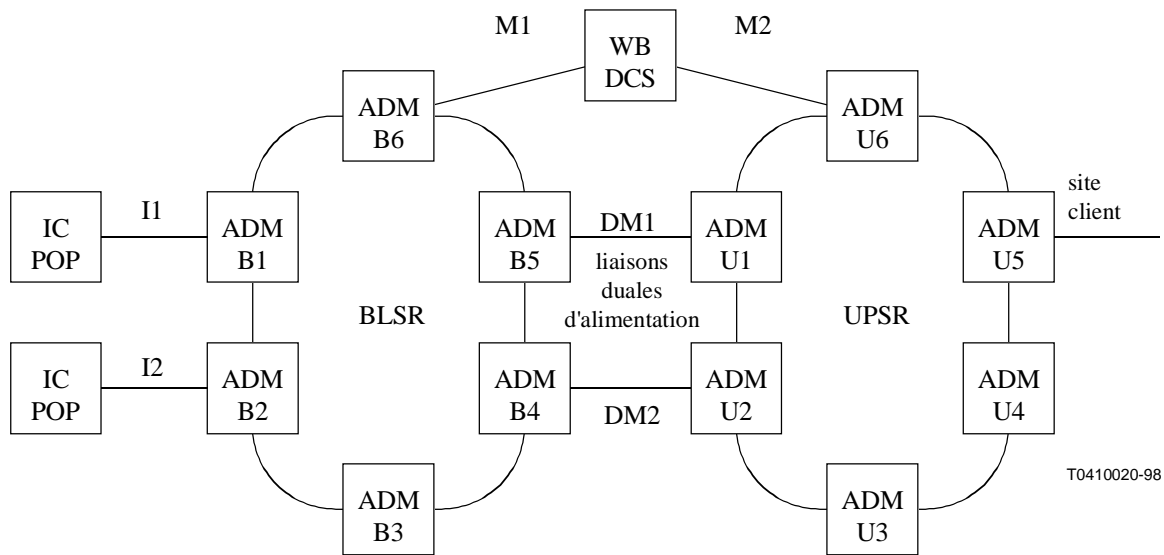 M1
M2
WB
DCS
ADM
B6
ADM
U6
IC
POP
I1
ADM
B1
ADM
B5
DM1
ADM
U1
ADM
U5
site
client
liaisons
duales
d'alimentation
BLSR
UPSR
IC
POP
I2
ADM
B2
ADM
B4
DM2
ADM
U2
ADM
U4
ADM
B3
ADM
U3
T0410020-98